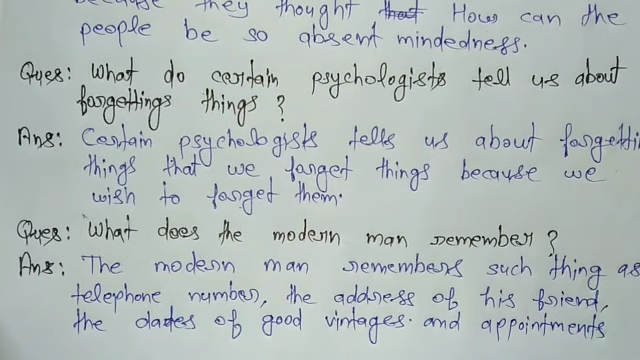 because they thought How can the
people be so absent mindedness.
Ques: What do certain psychologists tell us about
forgettings things ?
Ans: Certain psychologists tells us about forgetti
things that we forget things because we
wish to forget them.
Ques: What does the modern man remember ?
Ans: The modern man remembers such thing as
telephone number, the address of his friend,
the dates of good vintages. and appointments